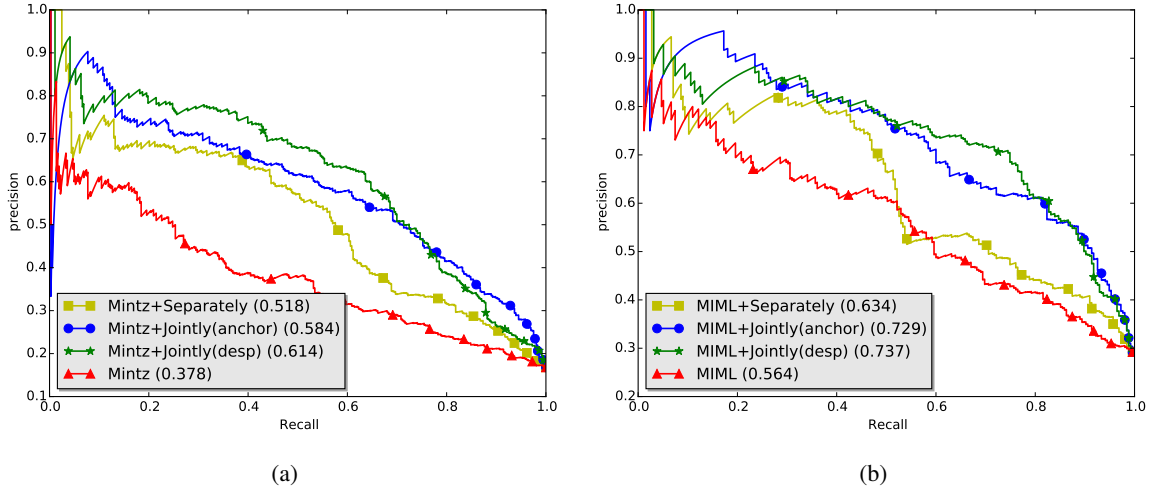 1.0
0.9
0.8
0.7
0.6
0.5
0.4
0.3
0.2
0.1
precision
0.0 0.2 0.4 0.6 0.8 1.0
Recall
Mintz+Separately (0.518)
Mintz+Jointly(anchor) (0.584)
Mintz+Jointly(desp) (0.614)
Mintz (0.378)
(a)
1.0
0.9
0.8
0.7
0.6
0.5
0.4
0.3
0.2
precision
0.0 0.2 0.4 0.6 0.8 1.0
Recall
MIML+Separately (0.634)
MIML+Jointly(anchor) (0.729)
MIML+Jointly(desp) (0.737)
MIML (0.564)
(b)